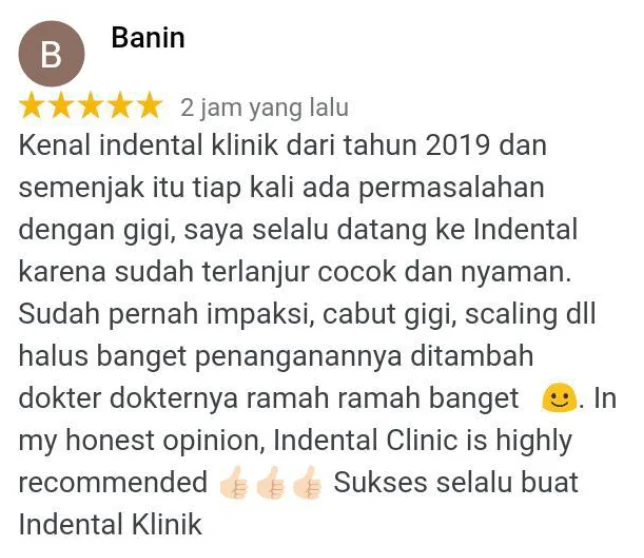 B
Banin
★★★★★ 2 jam yang lalu
Kenal indental klinik dari tahun 2019 dan
semenjak itu tiap kali ada permasalahan
dengan gigi, saya selalu datang ke Indental
karena sudah terlanjur cocok dan nyaman.
Sudah pernah impaksi, cabut gigi, scaling dll
halus banget penanganannya ditambah
dokter dokternya ramah ramah banget 🙂. In
my honest opinion, Indental Clinic is highly
recommended 👍🏻👍🏻👍🏻 Sukses selalu buat
Indental Klinik